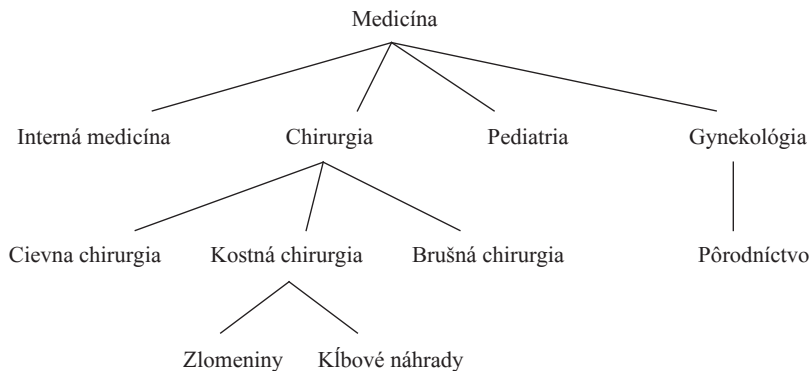 Medicína
Interná medicína Chirurgia Pediatria Gynekológia
Cievna chirurgia Kostná chirurgia Brušná chirurgia Pôrodníctvo
Zlomeniny Kĺbové náhrady